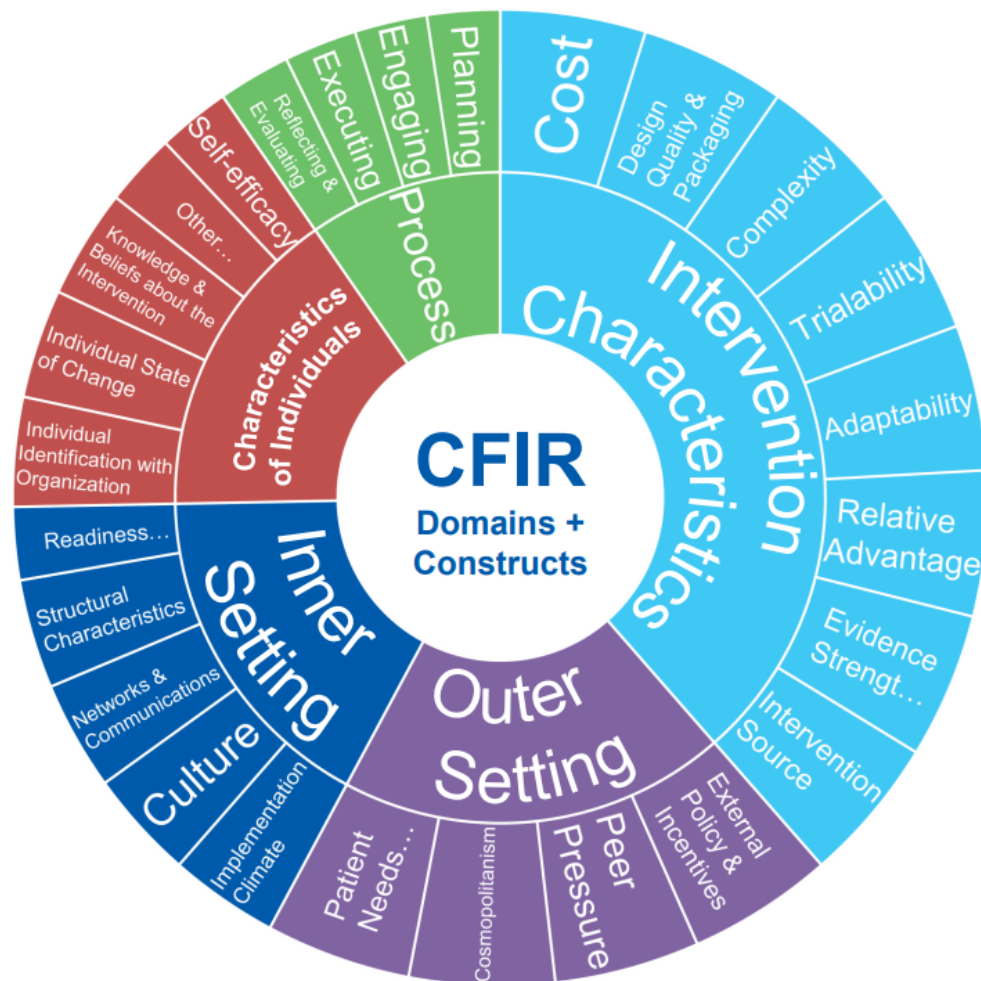 CFIR
Domains +
Constructs
Intervention
Characteristics
Cost
Design
Quality &
Packaging
Complexity
Trialability
Adaptability
Relative
Advantage
Evidence
Strengt...
Intervention
Source
Outer
Setting
External
Policy &
Incentives
Peer
Pressure
Cosmopolitanism
Patient
Needs...
Inner
Setting
Implementation
Climate
Culture
Networks &
Communications
Structural
Characteristics
Readiness...
Characteristics
of Individuals
Individual
Identification with
Organization
Individual State
of Change
Knowledge &
Beliefs about the
Intervention
Other...
Self-efficacy
Process
Reflecting &
Evaluating
Executing
Engaging
Planning